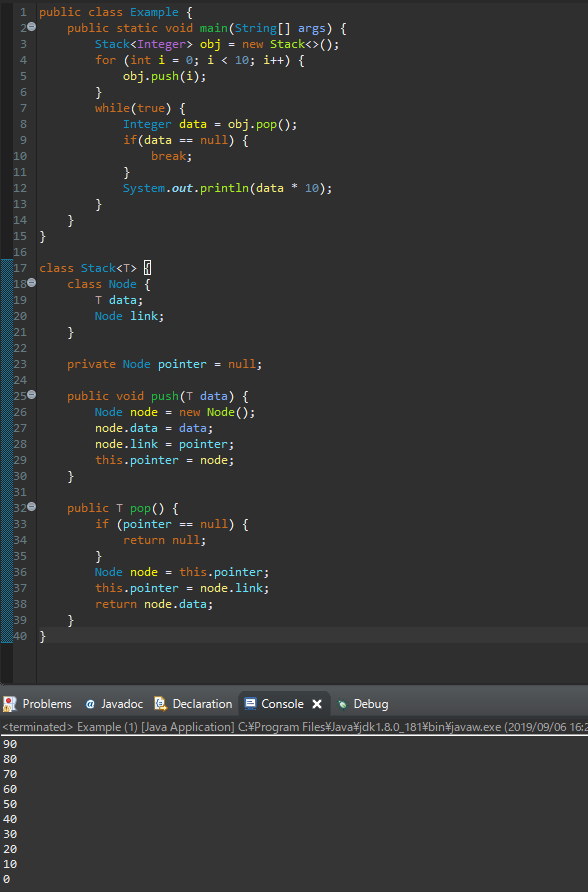 1 public class Example {
2 public static void main(String[] args) {
3 Stack<Integer> obj = new Stack<>();
4 for (int i = 0; i < 10; i++) {
5 obj.push(i);
6 }
7 while(true) {
8 Integer data = obj.pop();
9 if(data == null) {
10 break;
11 }
12 System.out.println(data * 10);
13 }
14 }
15 }
16
17 class Stack<T> {
18 class Node {
19 T data;
20 Node link;
21 }
22
23 private Node pointer = null;
24
25 public void push(T data) {
26 Node node = new Node();
27 node.data = data;
28 node.link = pointer;
29 this.pointer = node;
30 }
31
32 public T pop() {
33 if (pointer == null) {
34 return null;
35 }
36 Node node = this.pointer;
37 this.pointer = node.link;
38 return node.data;
39 }
40 }
Problems @ Javadoc Declaration Console Debug
<terminated> Example (1) [Java Application] C:¥Program Files¥Java¥jdk1.8.0_181¥bin¥javaw.exe (2019/09/06 16:2
90
80
70
60
50
40
30
20
10
0